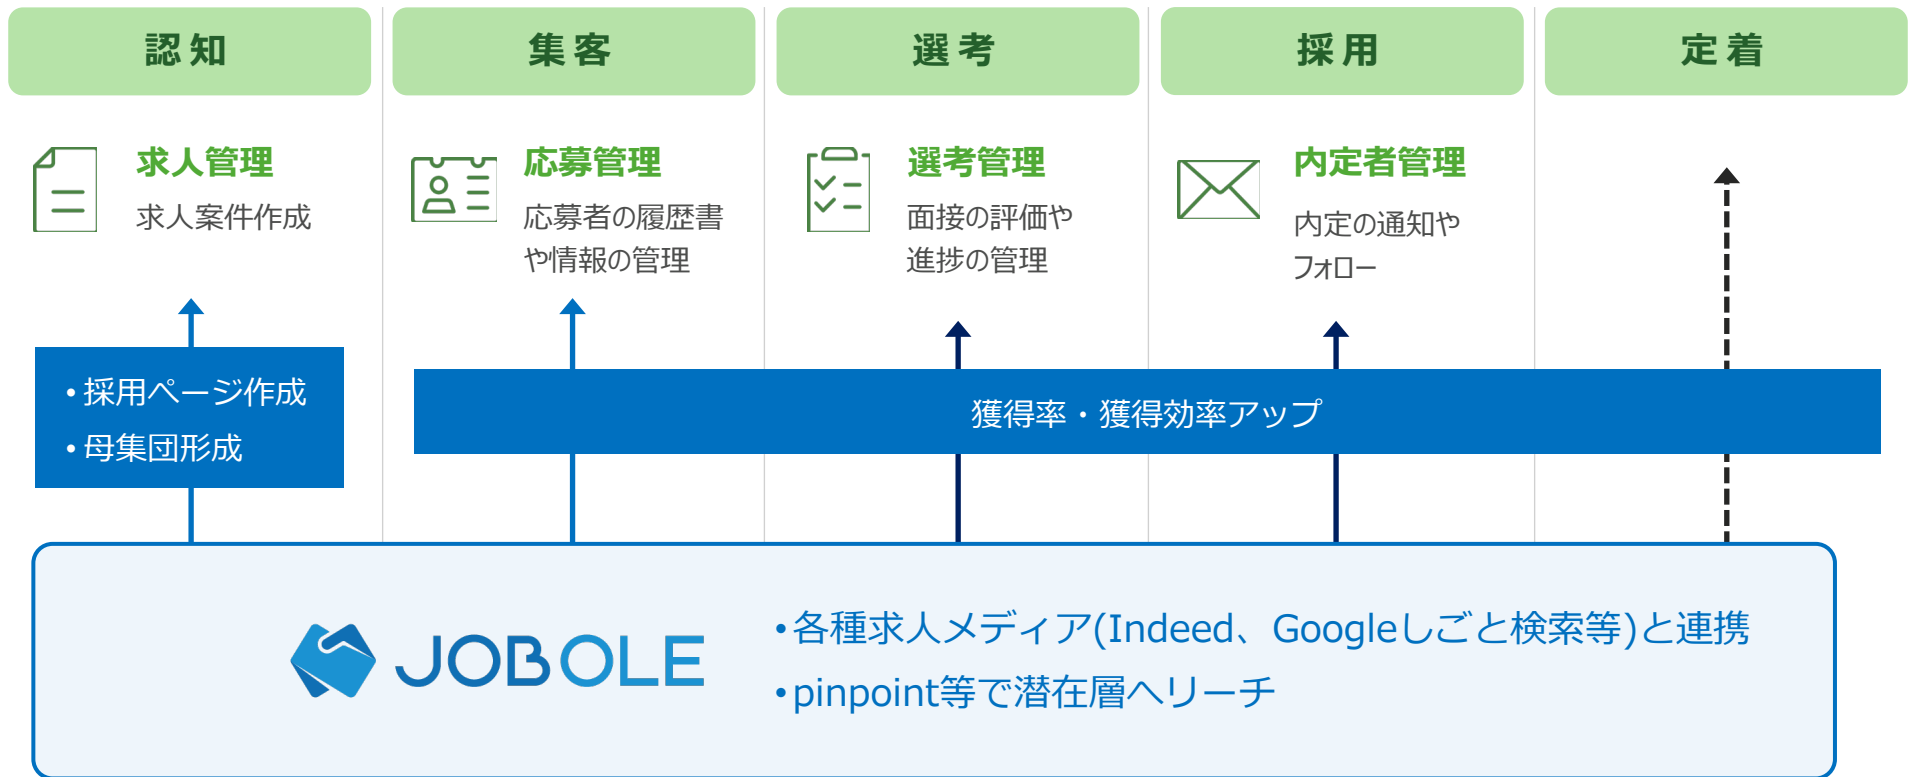 認知
集客
選考
採用
定着
求人管理
求人案件作成
応募管理
応募者の履歴書
や情報の管理
選考管理
面接の評価や
進捗の管理
内定者管理
内定の通知や
フォロー
・採用ページ作成
・母集団形成
獲得率・獲得効率アップ
JOBOLE
・各種求人メディア(Indeed、Googleしごと検索等)と連携
・pinpoint等で潜在層へリーチ